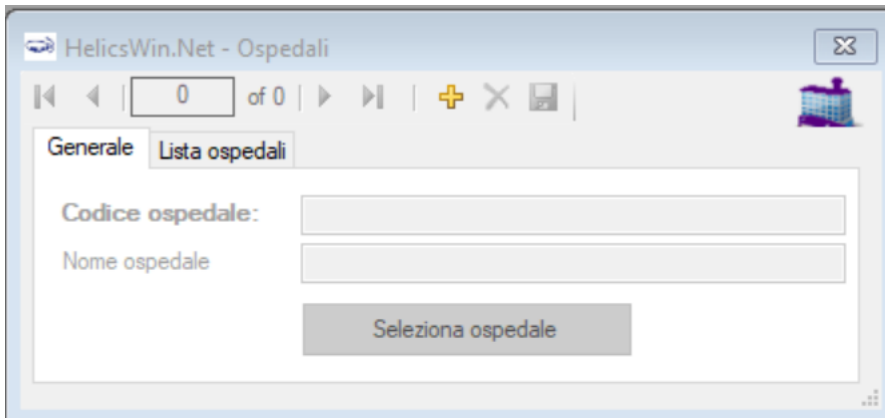 HelicsWin.Net - Ospedali
0 of 0
Generale Lista ospedali
Codice ospedale:
Nome ospedale
Seleziona ospedale